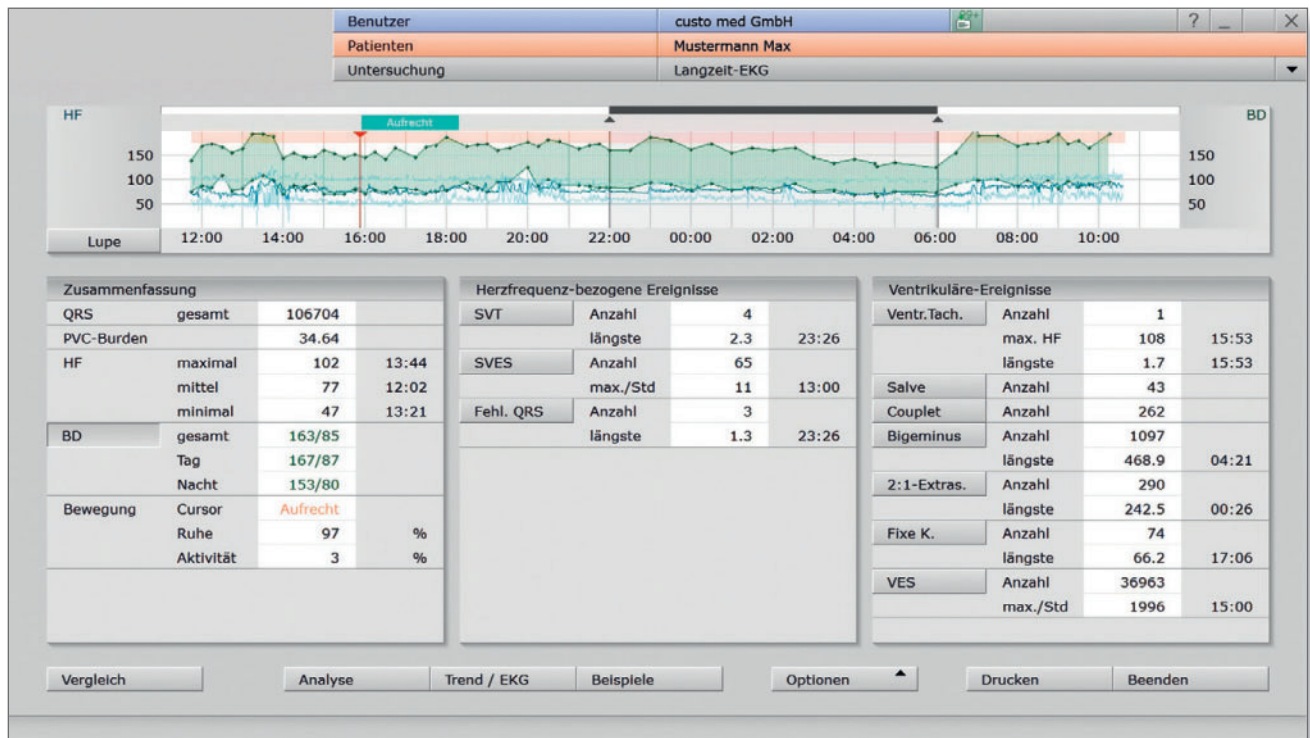 Benutzer custo med GmbH ? _ X
Patienten Mustermann Max
Untersuchung Langzeit-EKG
HF BD
Aufrecht
150 150
100 100
50 50
Lupe 12:00 14:00 16:00 18:00 20:00 22:00 00:00 02:00 04:00 06:00 08:00 10:00
Zusammenfassung
QRS gesamt 106704
PVC-Burden 34.64
HF maximal 102 13:44
mittel 77 12:02
minimal 47 13:21
BD gesamt 163/85
Tag 167/87
Nacht 153/80
Bewegung Cursor Aufrecht
Ruhe 97 %
Aktivität 3 %
Herzfrequenz-bezogene Ereignisse
SVT Anzahl 4
längste 2.3 23:26
SVES Anzahl 65
max./Std 11 13:00
Fehl. QRS Anzahl 3
längste 1.3 23:26
Ventrikuläre-Ereignisse
Ventr.Tach. Anzahl 1
max. HF 108 15:53
längste 1.7 15:53
Salve Anzahl 43
Couplet Anzahl 262
Bigeminus Anzahl 1097
längste 468.9 04:21
2:1-Extras. Anzahl 290
längste 242.5 00:26
Fixe K. Anzahl 74
längste 66.2 17:06
VES Anzahl 36963
max./Std 1996 15:00
Vergleich Analyse Trend / EKG Beispiele Optionen Drucken Beenden